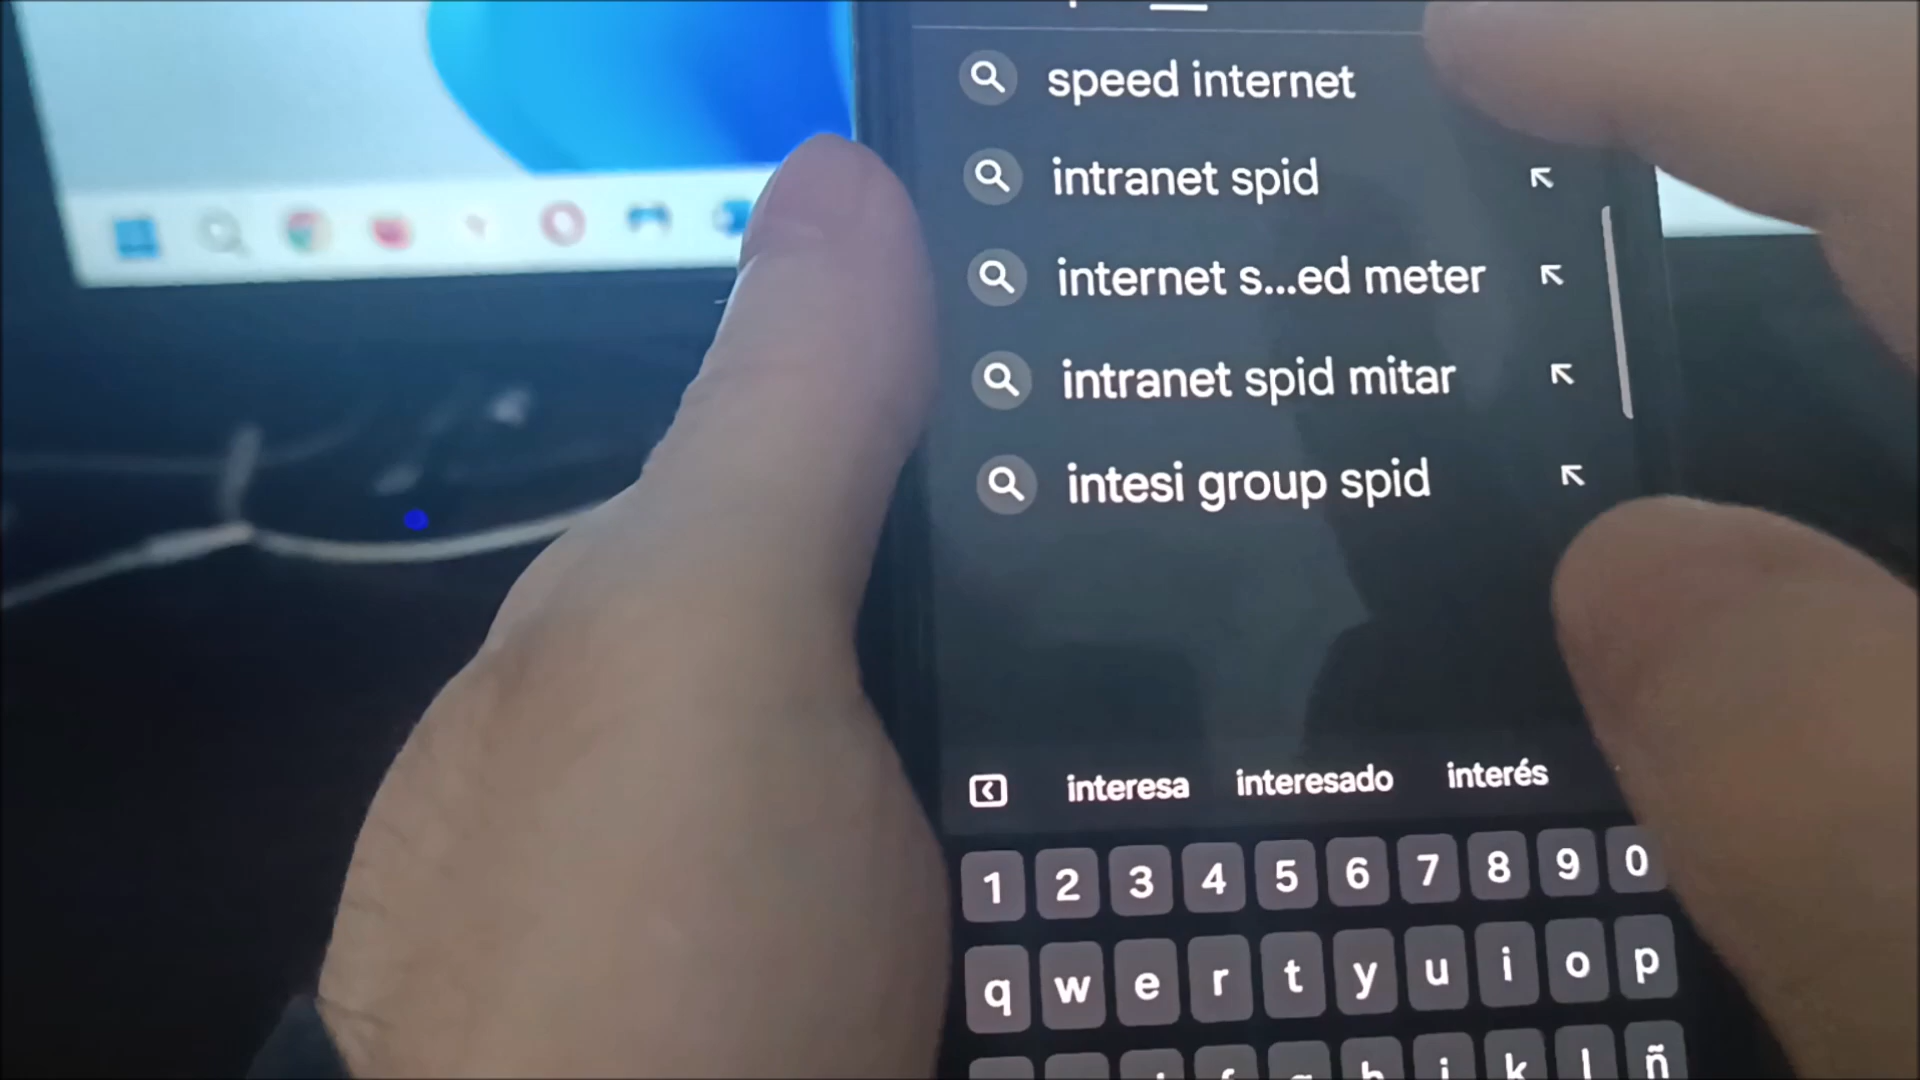 speed internet
intranet spid
internet s...ed meter
intranet spid mitar
intesi group spid
interesa interesado interés
1 2 3 4 5 6 7 8 9 0
q w e r t y u i o p
k l ñ